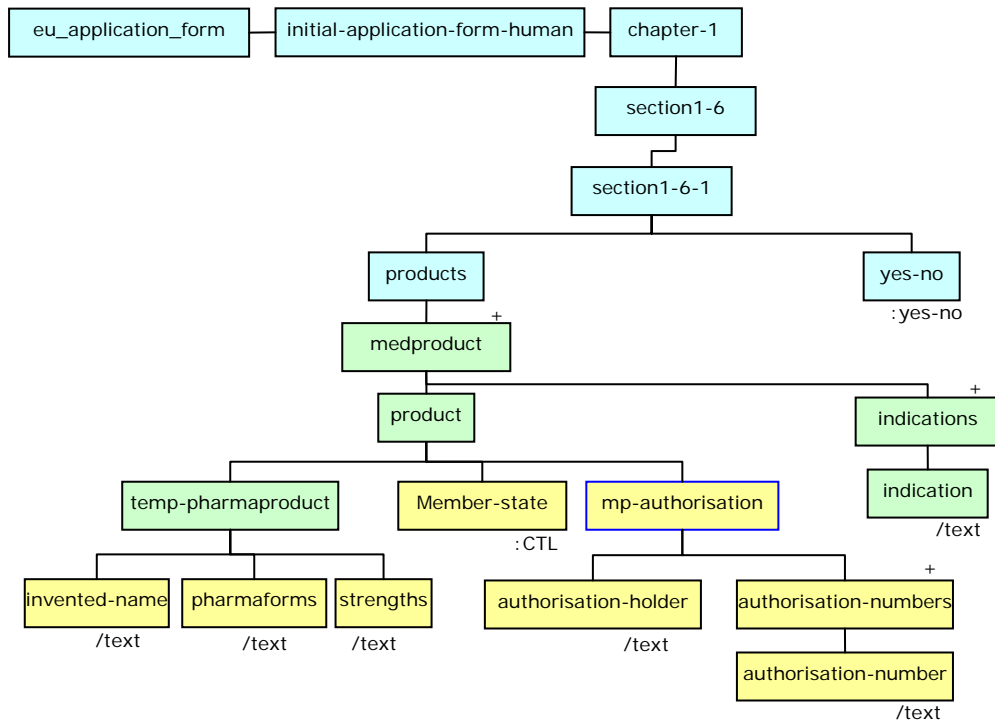 eu_application_form
initial-application-form-human
chapter-1
section1-6
section1-6-1
products
yes-no
:yes-no
+
medproduct
+
product
indications
temp-pharmaproduct
Member-state
mp-authorisation
indication
:CTL
/text
+
invented-name
pharmaforms
strengths
authorisation-holder
authorisation-numbers
/text
/text
/text
/text
authorisation-number
/text